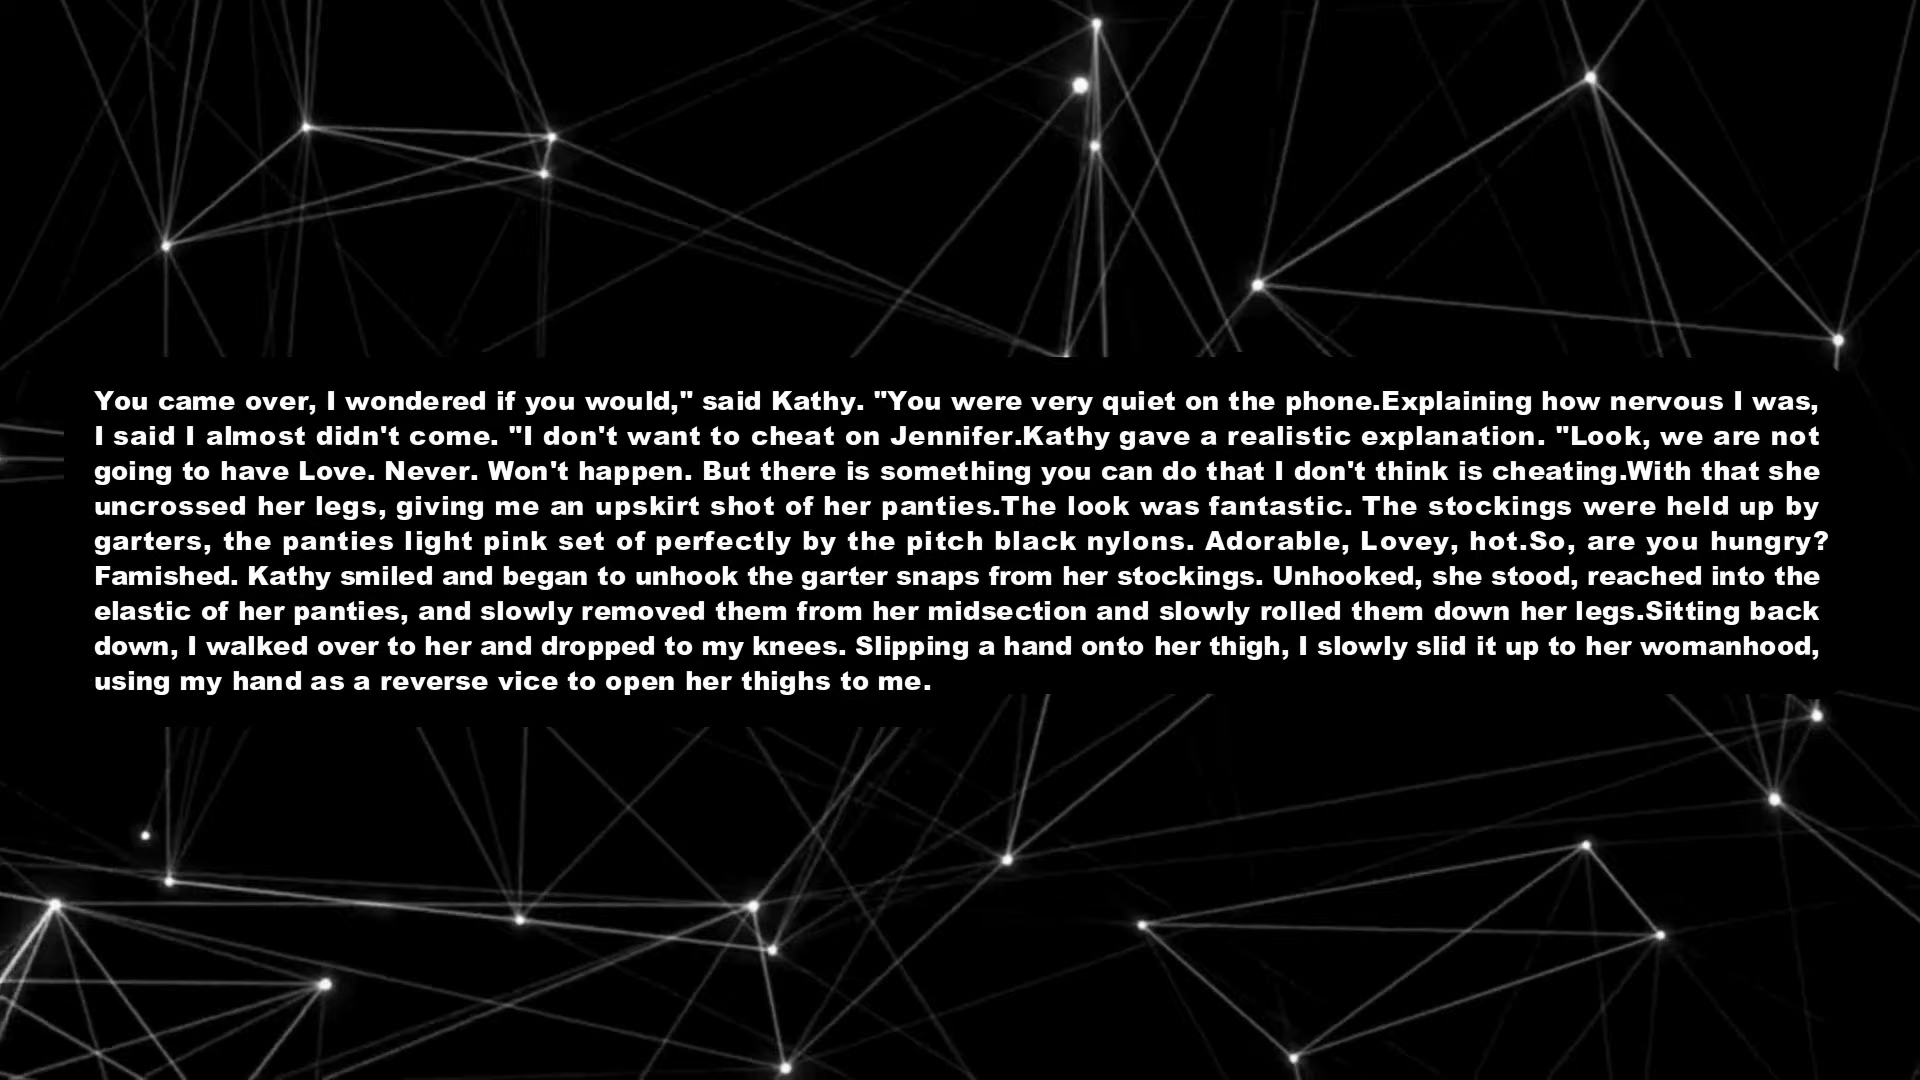 You came over, I wondered if you would," said Kathy. "You were very quiet on the phone.Explaining how nervous I was,
I said I almost didn't come. "I don't want to cheat on Jennifer.Kathy gave a realistic explanation. "Look, we are not
going to have Love. Never. Won't happen. But there is something you can do that I don't think is cheating.With that she
uncrossed her legs, giving me an upskirt shot of her panties.The look was fantastic. The stockings were held up by
garters, the panties light pink set of perfectly by the pitch black nylons. Adorable, Lovey, hot.So, are you hungry?
Famished. Kathy smiled and began to unhook the garter snaps from her stockings. Unhooked, she stood, reached into the
elastic of her panties, and slowly removed them from her midsection and slowly rolled them down her legs.Sitting back
down, I walked over to her and dropped to my knees. Slipping a hand onto her thigh, I slowly slid it up to her womanhood,
using my hand as a reverse vice to open her thighs to me.